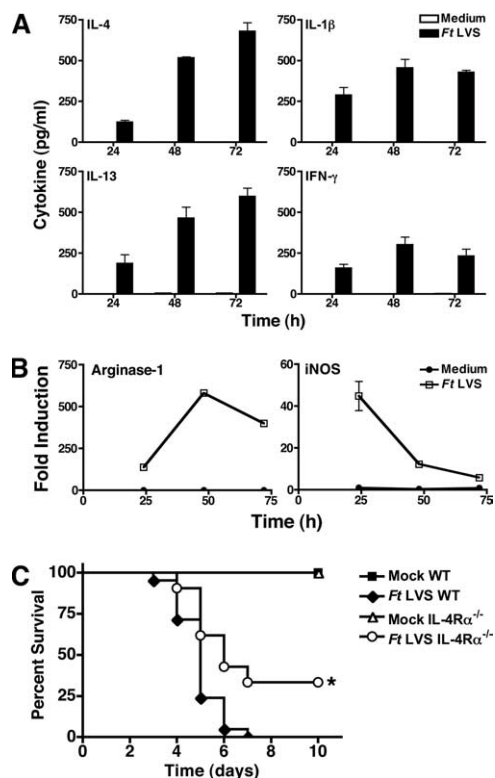 A
Medium
Ft LVS
Cytokine (pg/ml)
IL-4
750
500
250
0
24 48 72
IL-1β
750
500
250
0
24 48 72
IL-13
750
500
250
0
24 48 72
IFN-γ
750
500
250
0
24 48 72
Time (h)
B
Medium
Ft LVS
Fold Induction
Arginase-1
750
500
250
0
0 25 50 75
iNOS
60
40
20
0
0 25 50 75
Time (h)
C
Percent Survival
100
75
50
25
0
0 2 4 6 8 10
*
Time (days)
Mock WT
Ft LVS WT
Mock IL-4Rα-/-
Ft LVS IL-4Rα-/-